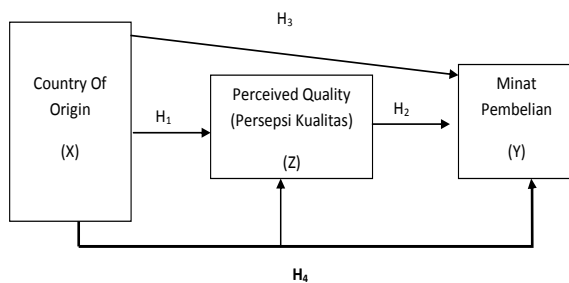 H3
Country Of
Origin
(X)
H1
Perceived Quality
(Persepsi Kualitas)
(Z)
H2
Minat
Pembelian
(Y)
H4